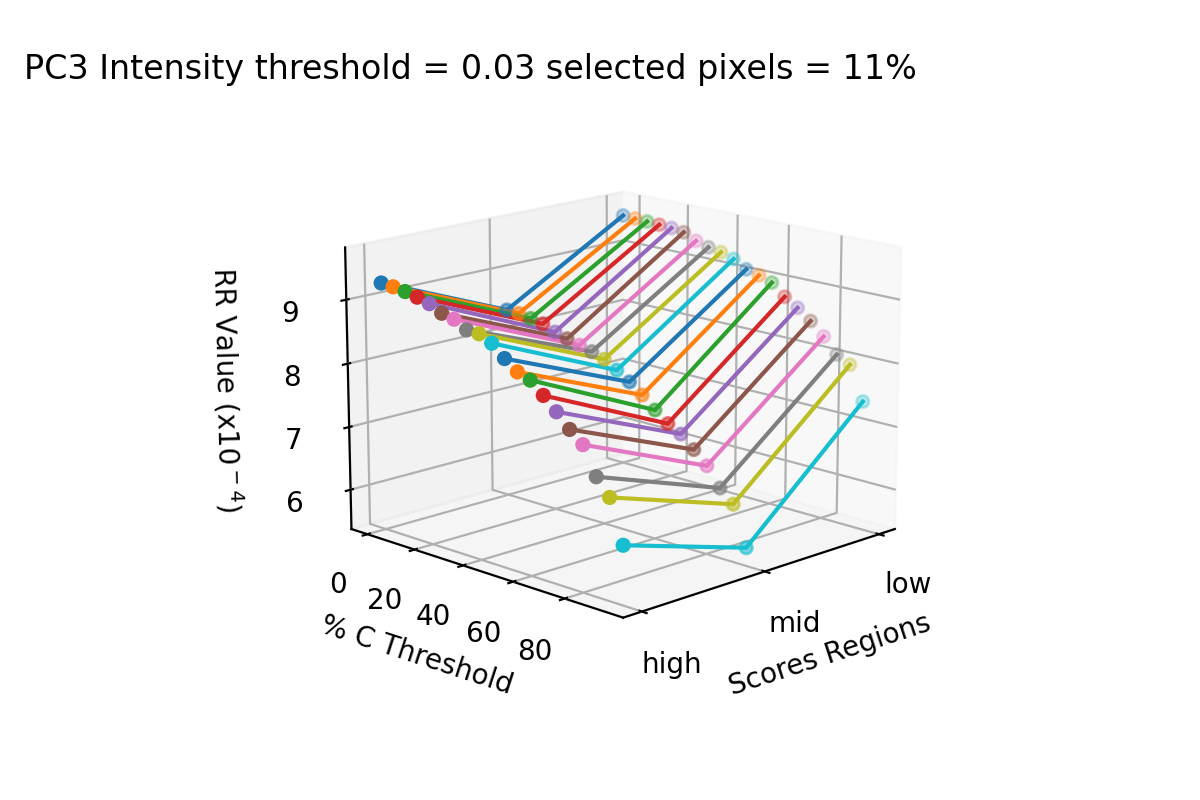 PC3 Intensity threshold = 0.03 selected pixels = 11%
RR Value (x10⁻⁴)
9
8
7
6
0
20
40
60
80
% C Threshold
high
mid
low
Scores Regions